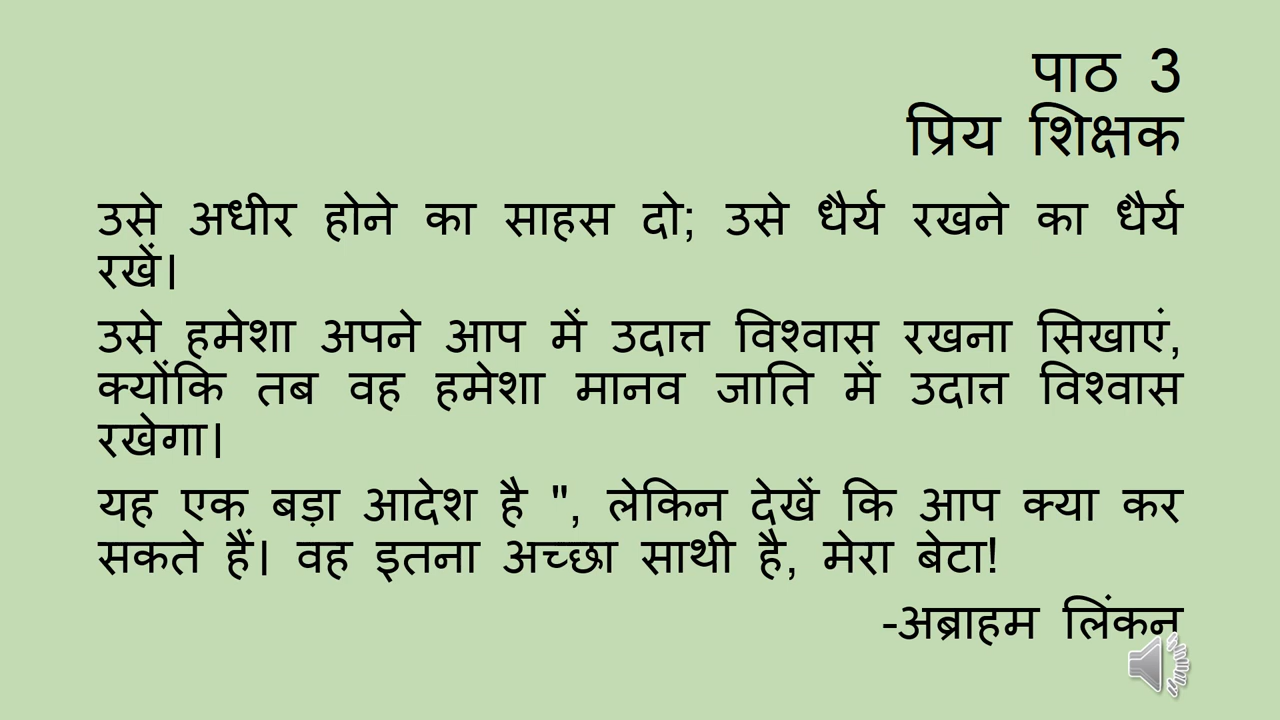 पाठ 3
प्रिय शिक्षक
उसे अधीर होने का साहस दो; उसे धैर्य रखने का धैर्य
रखें।
उसे हमेशा अपने आप में उदात्त विश्वास रखना सिखाएं,
क्योंकि तब वह हमेशा मानव जाति में उदात्त विश्वास
रखेगा।
यह एक बड़ा आदेश है ", लेकिन देखें कि आप क्या कर
सकते हैं। वह इतना अच्छा साथी है, मेरा बेटा!
-अब्राहम लिंकन